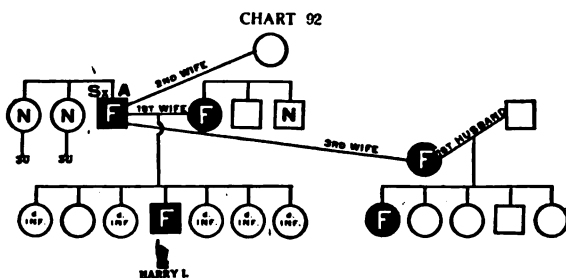 CHART 92
2ND WIFE
Sx A
N N F 1ST WIFE F N
3RD WIFE F 1ST HUSBAND
SU SU
d. INF. d. INF. F d. INF. d. INF. d. INF. F
HARRY I.